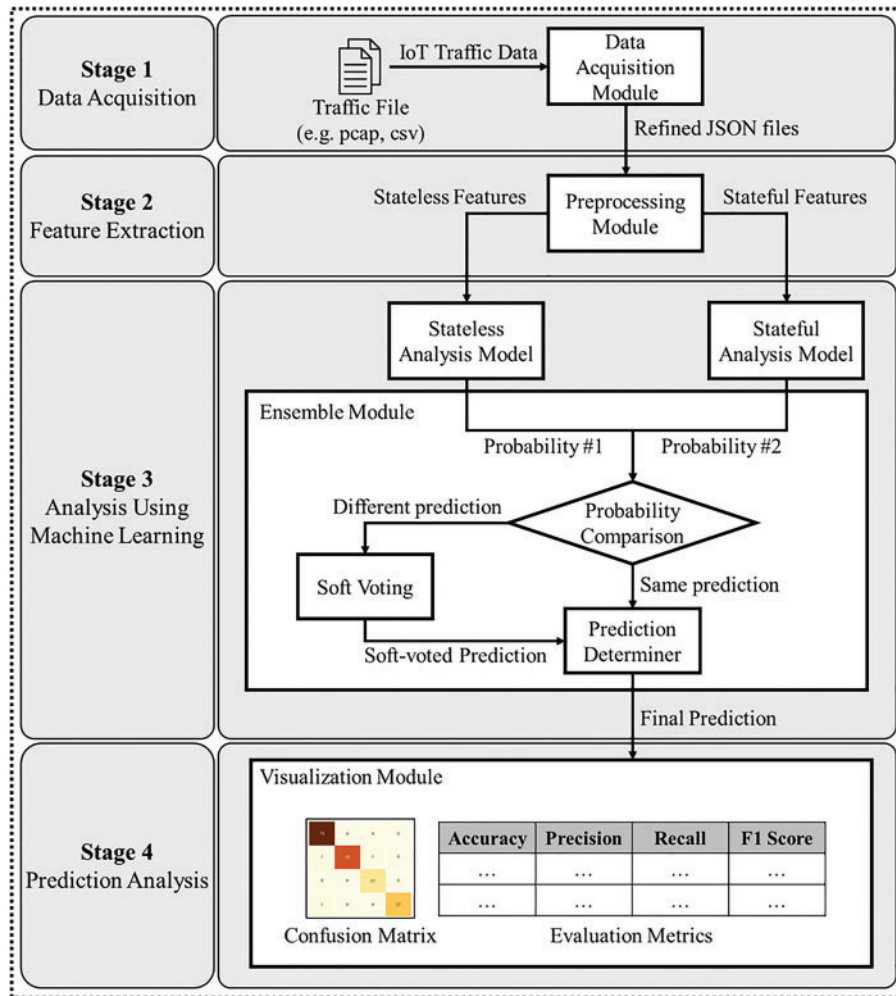 Stage 1
Data Acquisition
IoT Traffic Data
Traffic File
(e.g. pcap, csv)
Data
Acquisition
Module
Refined JSON files
Stage 2
Feature Extraction
Stateless Features
Preprocessing
Module
Stateful Features
Stage 3
Analysis Using
Machine Learning
Stateless
Analysis Model
Stateful
Analysis Model
Ensemble Module
Probability #1
Probability #2
Different prediction
Probability
Comparison
Soft Voting
Same prediction
Soft-voted Prediction
Prediction
Determiner
Final Prediction
Stage 4
Prediction Analysis
Visualization Module
Confusion Matrix
Accuracy Precision Recall F1 Score
... ... ... ...
... ... ... ...
Evaluation Metrics